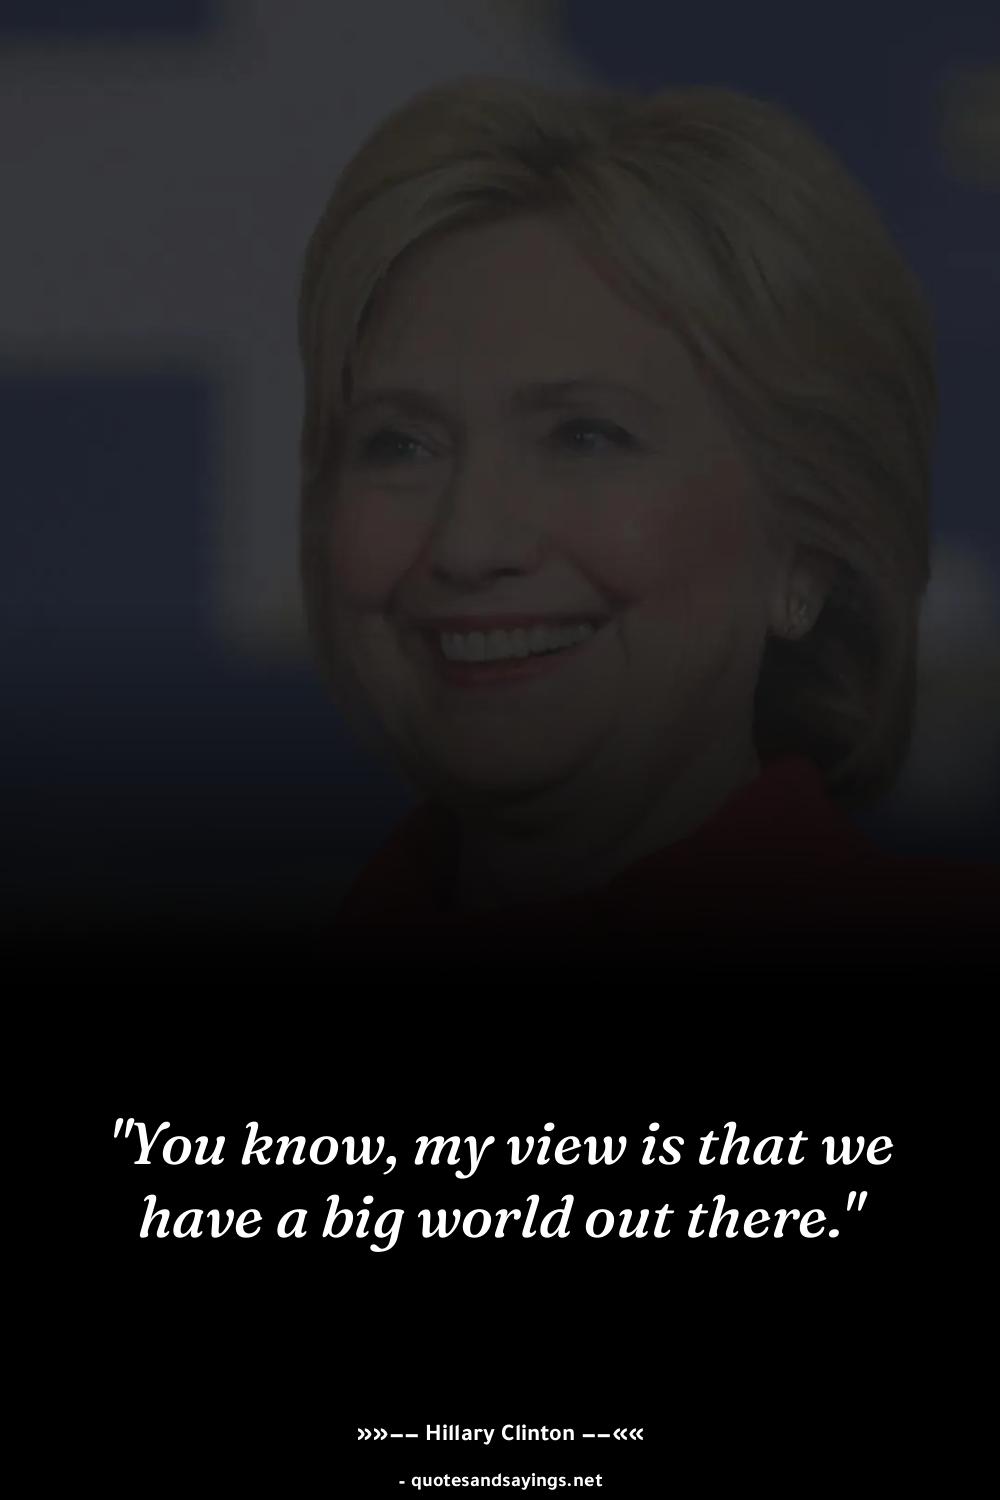 "You know, my view is that we
have a big world out there."
»»–– Hillary Clinton ––««
- quotesandsayings.net